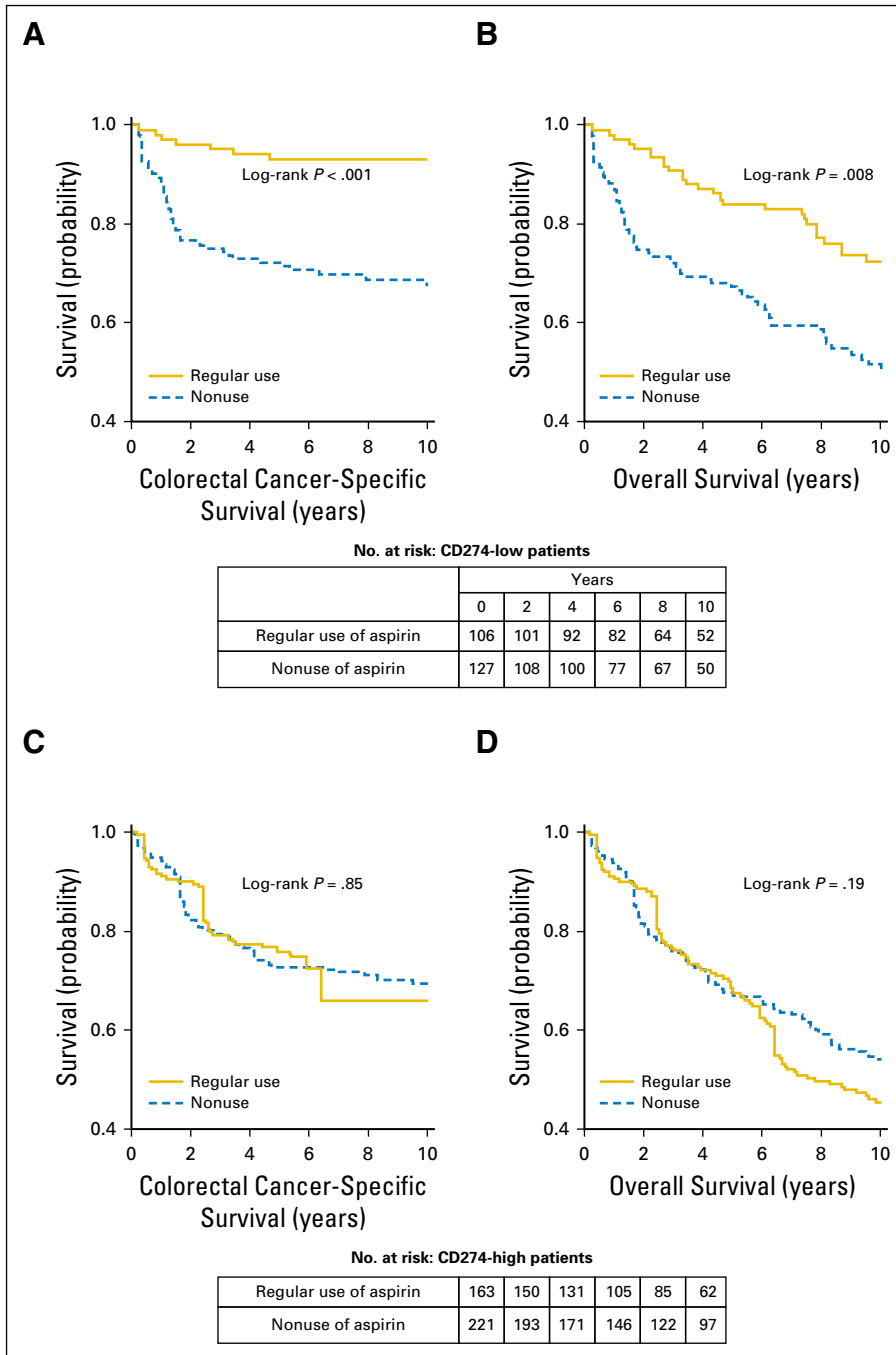 A
Survival (probability)
1.0
0.8
0.6
0.4
Log-rank P < .001
Regular use
Nonuse
0 2 4 6 8 10
Colorectal Cancer-Specific
Survival (years)
B
Survival (probability)
1.0
0.8
0.6
0.4
Log-rank P = .008
Regular use
Nonuse
0 2 4 6 8 10
Overall Survival (years)
No. at risk: CD274-low patients
Years
0 2 4 6 8 10
Regular use of aspirin 106 101 92 82 64 52
Nonuse of aspirin 127 108 100 77 67 50
C
Survival (probability)
1.0
0.8
0.6
0.4
Log-rank P = .85
Regular use
Nonuse
0 2 4 6 8 10
Colorectal Cancer-Specific
Survival (years)
D
Survival (probability)
1.0
0.8
0.6
0.4
Log-rank P = .19
Regular use
Nonuse
0 2 4 6 8 10
Overall Survival (years)
No. at risk: CD274-high patients
Regular use of aspirin 163 150 131 105 85 62
Nonuse of aspirin 221 193 171 146 122 97